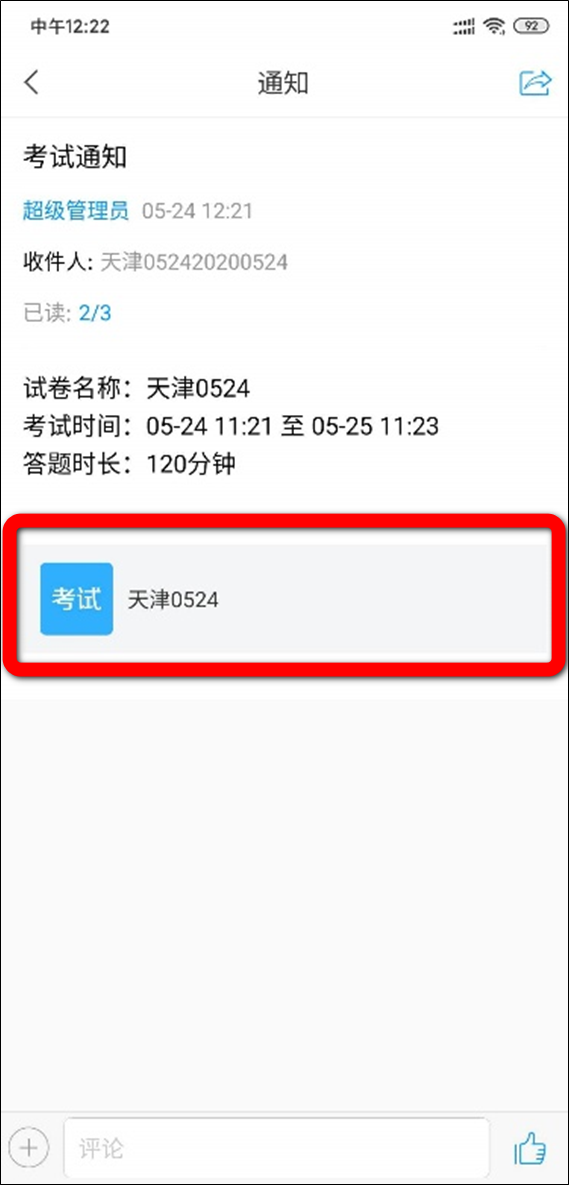 中午12:22
92
通知
考试通知
超级管理员 05-24 12:21
收件人: 天津052420200524
已读: 2/3
试卷名称：天津0524
考试时间：05-24 11:21 至 05-25 11:23
答题时长：120分钟
考试 天津0524
评论